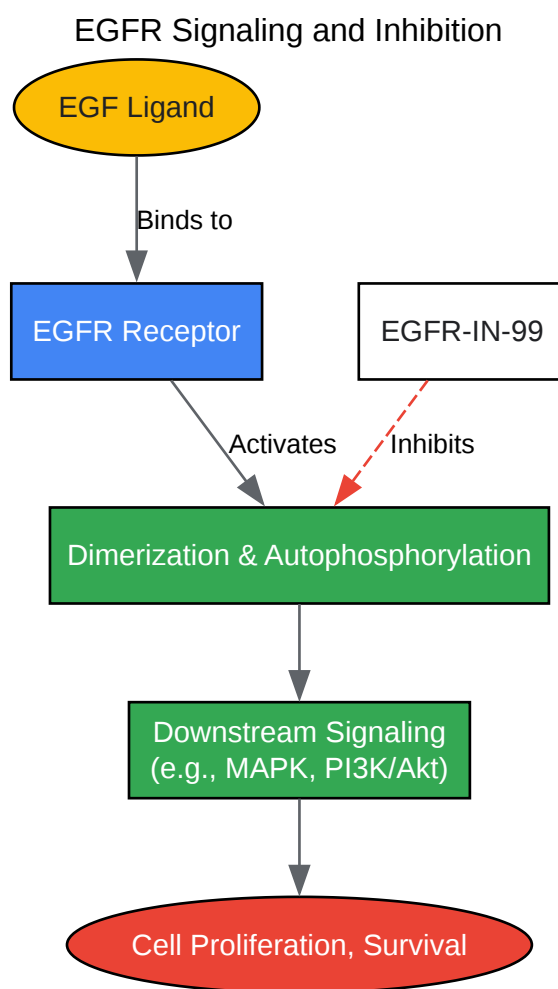 EGFR Signaling and Inhibition
EGF Ligand
Binds to
EGFR Receptor
EGFR-IN-99
Activates
Inhibits
Dimerization & Autophosphorylation
Downstream Signaling
(e.g., MAPK, PI3K/Akt)
Cell Proliferation, Survival